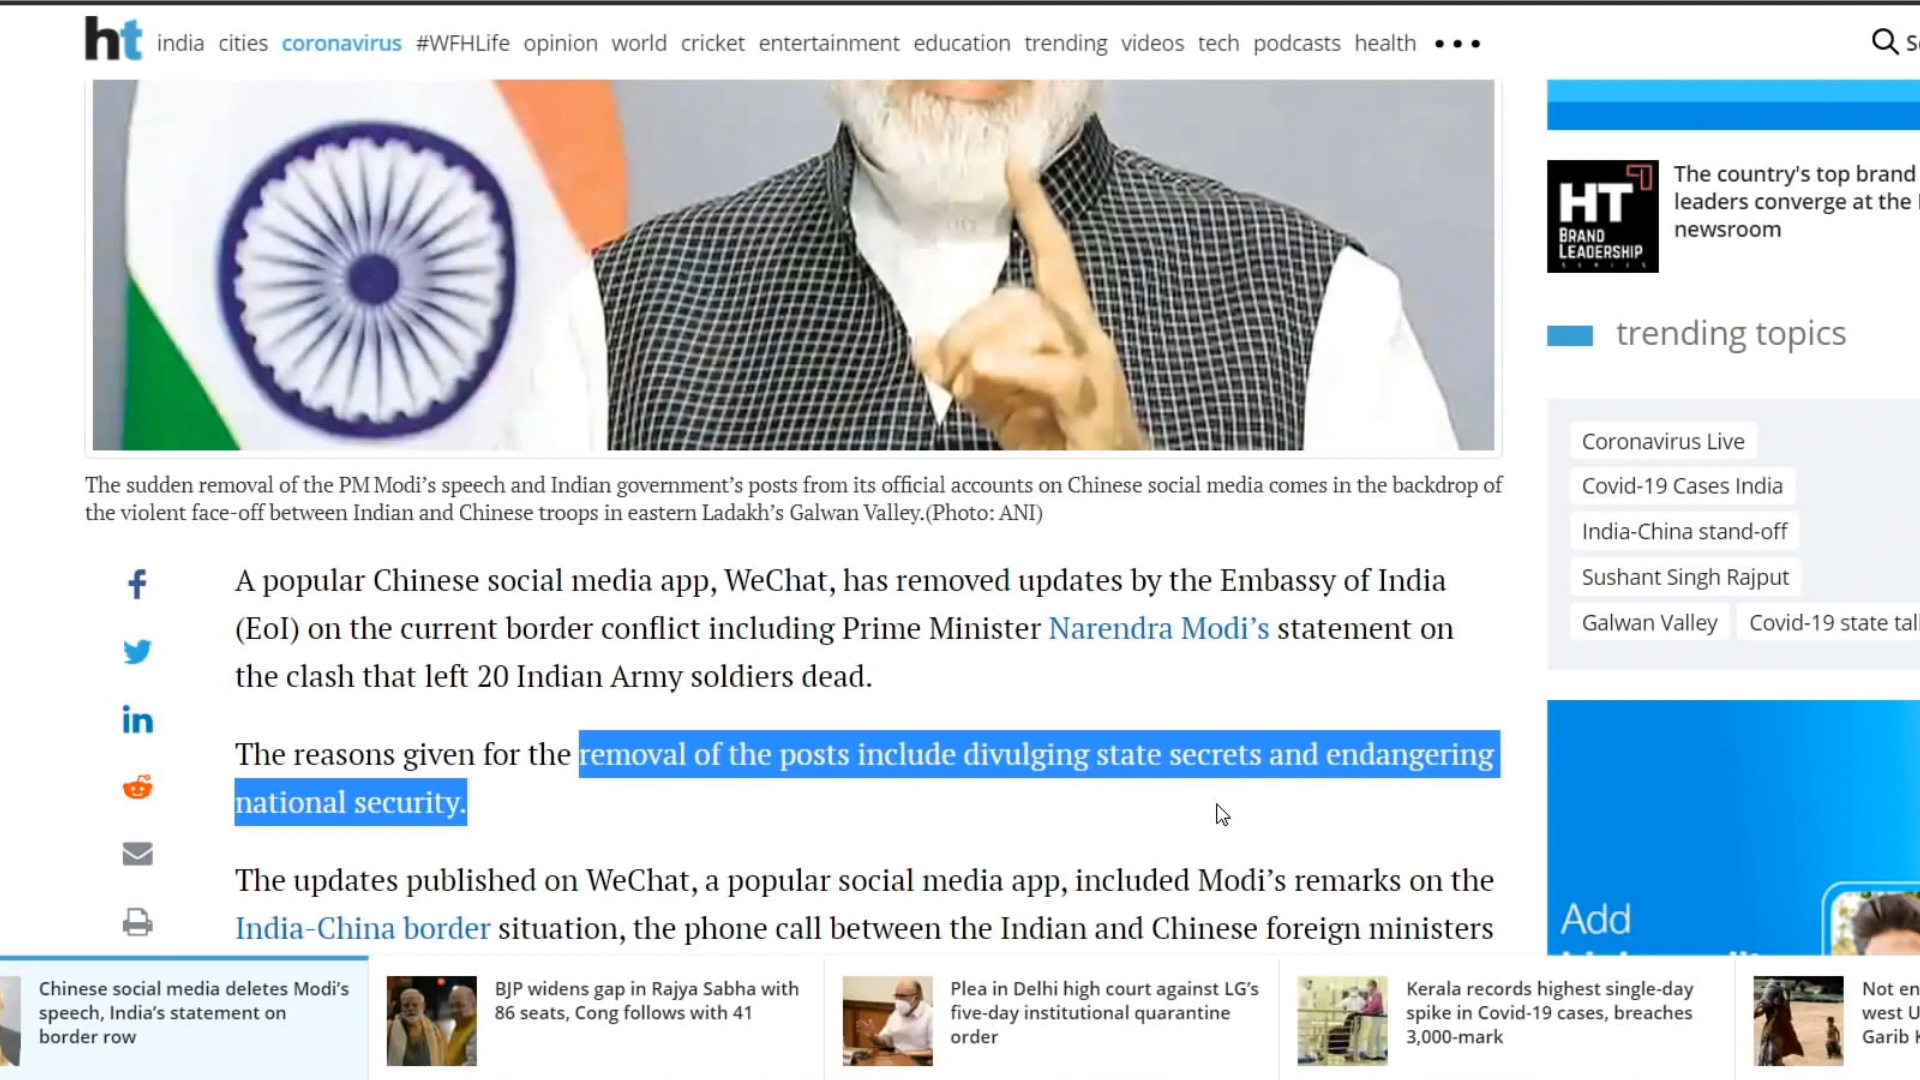 ht india cities coronavirus #WFHLife opinion world cricket entertainment education trending videos tech podcasts health
HT
BRAND
LEADERSHIP
SERIES
The country's top brand
leaders converge at the
newsroom
trending topics
Coronavirus Live
Covid-19 Cases India
India-China stand-off
Sushant Singh Rajput
Galwan Valley Covid-19 state
The sudden removal of the PM Modi’s speech and Indian government’s posts from its official accounts on Chinese social media comes in the backdrop of
the violent face-off between Indian and Chinese troops in eastern Ladakh’s Galwan Valley.(Photo: ANI)
A popular Chinese social media app, WeChat, has removed updates by the Embassy of India
(EoI) on the current border conflict including Prime Minister Narendra Modi’s statement on
the clash that left 20 Indian Army soldiers dead.
The reasons given for the removal of the posts include divulging state secrets and endangering
national security.
The updates published on WeChat, a popular social media app, included Modi’s remarks on the
India-China border situation, the phone call between the Indian and Chinese foreign ministers
Add
Chinese social media deletes Modi’s
speech, India’s statement on
border row
BJP widens gap in Rajya Sabha with
86 seats, Cong follows with 41
Plea in Delhi high court against LG’s
five-day institutional quarantine
order
Kerala records highest single-day
spike in Covid-19 cases, breaches
3,000-mark
Not en
west U
Garib